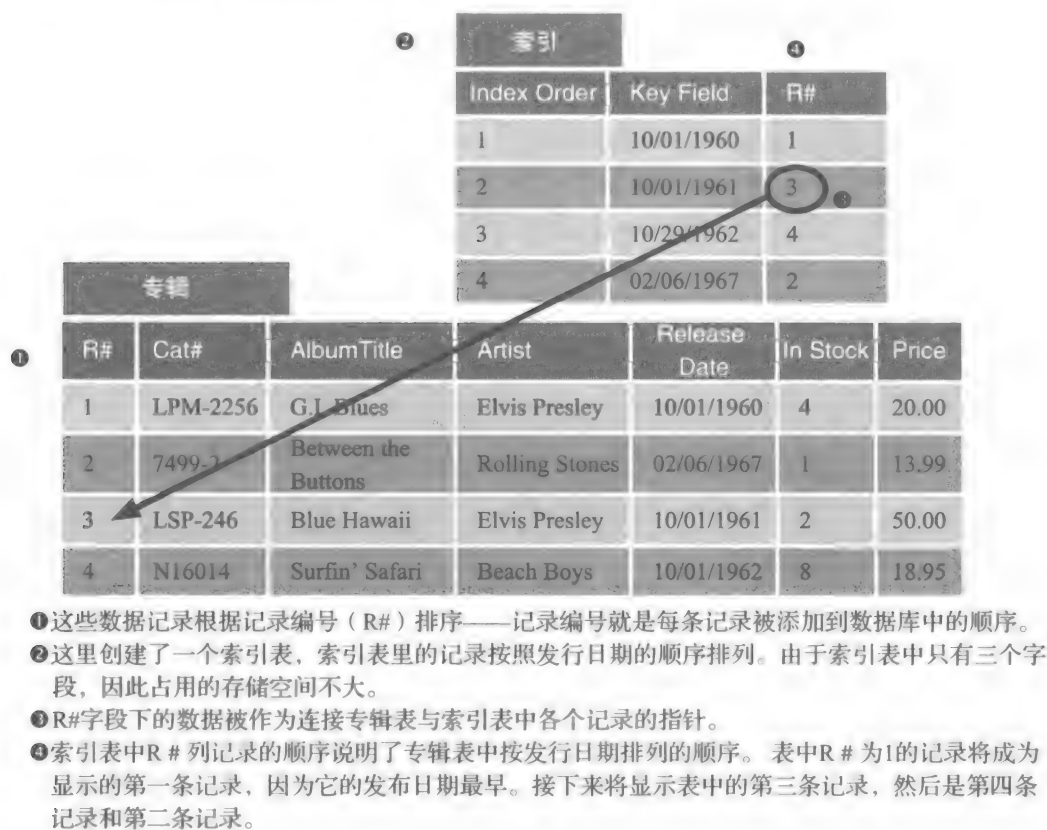 ❷ 索引 ❹
Index Order Key Field R#
1 10/01/1960 1
2 10/01/1961 3 ❸
3 10/29/1962 4
4 02/06/1967 2
专辑
❶ R# Cat# AlbumTitle Artist Release Date In Stock Price
1 LPM-2256 G.I. Blues Elvis Presley 10/01/1960 4 20.00
2 7499-2 Between the Buttons Rolling Stones 02/06/1967 1 13.99
3 LSP-246 Blue Hawaii Elvis Presley 10/01/1961 2 50.00
4 N16014 Surfin' Safari Beach Boys 10/01/1962 8 18.95
❶这些数据记录根据记录编号（R#）排序——记录编号就是每条记录被添加到数据库中的顺序。
❷这里创建了一个索引表，索引表里的记录按照发行日期的顺序排列。由于索引表中只有三个字
段，因此占用的存储空间不大。
❸R#字段下的数据被作为连接专辑表与索引表中各个记录的指针。
❹索引表中R # 列记录的顺序说明了专辑表中按发行日期排列的顺序。 表中R # 为1的记录将成为
显示的第一条记录，因为它的发布日期最早。接下来将显示表中的第三条记录，然后是第四条
记录和第二条记录。